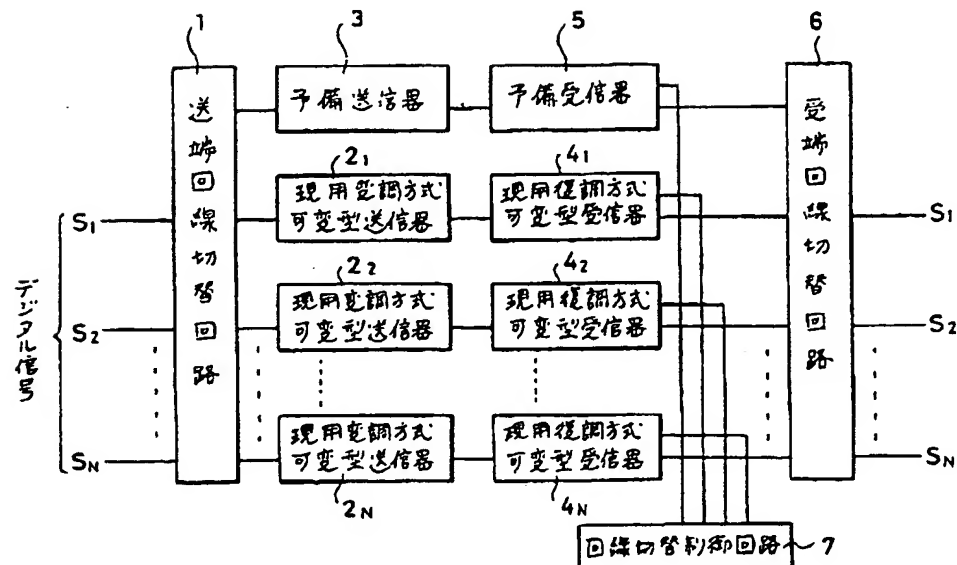 1
3
5
6
送端回線切替回路
予備送信器
予備受信器
受端回線切替回路
2₁
4₁
現用変調方式
可変型送信器
現用復調方式
可変型受信器
S₁
S₁
2₂
4₂
現用変調方式
可変型送信器
現用復調方式
可変型受信器
デジタル信号
S₂
S₂
現用変調方式
可変型送信器
現用復調方式
可変型受信器
S_N
S_N
2_N
4_N
回線切替制御回路
7